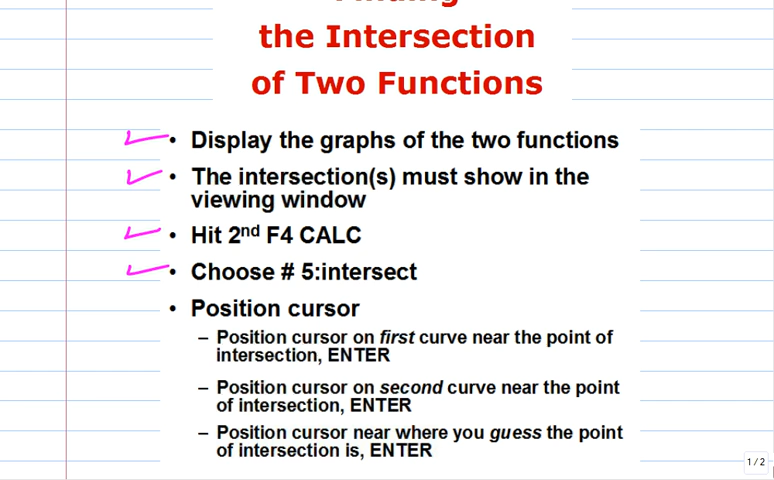 the Intersection
of Two Functions
• Display the graphs of the two functions
• The intersection(s) must show in the
viewing window
• Hit 2nd F4 CALC
• Choose # 5:intersect
• Position cursor
– Position cursor on first curve near the point of
intersection, ENTER
– Position cursor on second curve near the point
of intersection, ENTER
– Position cursor near where you guess the point
of intersection is, ENTER
1 / 2